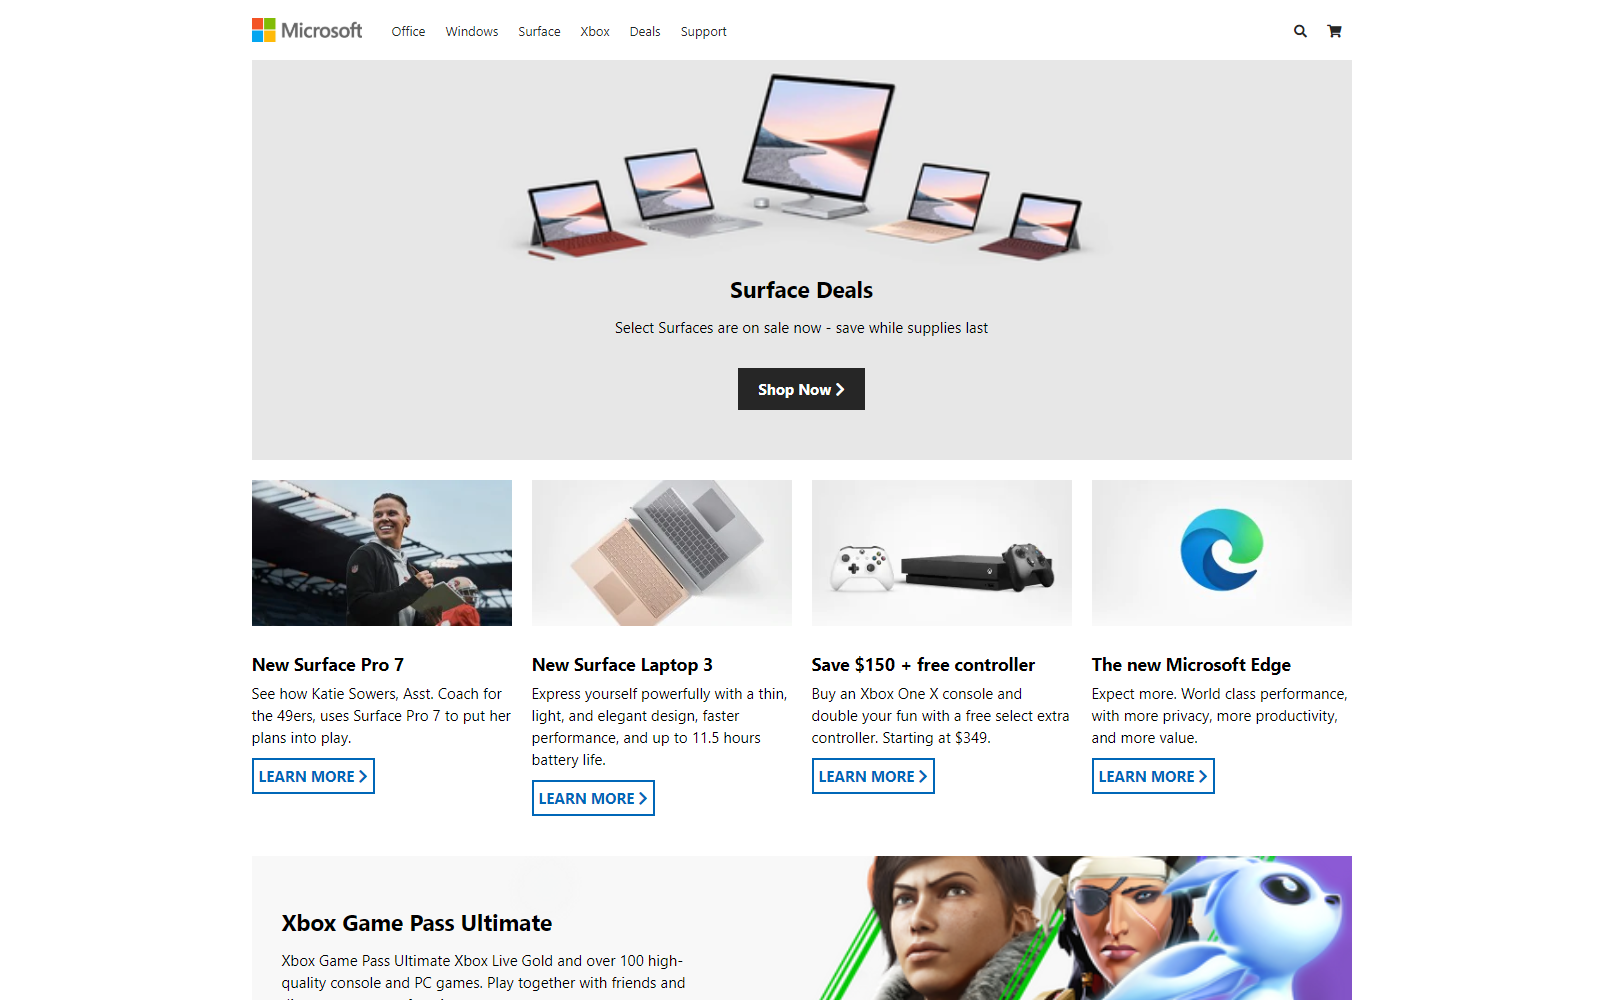 Microsoft Office Windows Surface Xbox Deals Support
Surface Deals
Select Surfaces are on sale now - save while supplies last
Shop Now
New Surface Pro 7
See how Katie Sowers, Asst. Coach for
the 49ers, uses Surface Pro 7 to put her
plans into play.
LEARN MORE
New Surface Laptop 3
Express yourself powerfully with a thin,
light, and elegant design, faster
performance, and up to 11.5 hours
battery life.
LEARN MORE
Save $150 + free controller
Buy an Xbox One X console and
double your fun with a free select extra
controller. Starting at $349.
LEARN MORE
The new Microsoft Edge
Expect more. World class performance,
with more privacy, more productivity,
and more value.
LEARN MORE
Xbox Game Pass Ultimate
Xbox Game Pass Ultimate Xbox Live Gold and over 100 high-
quality console and PC games. Play together with friends and